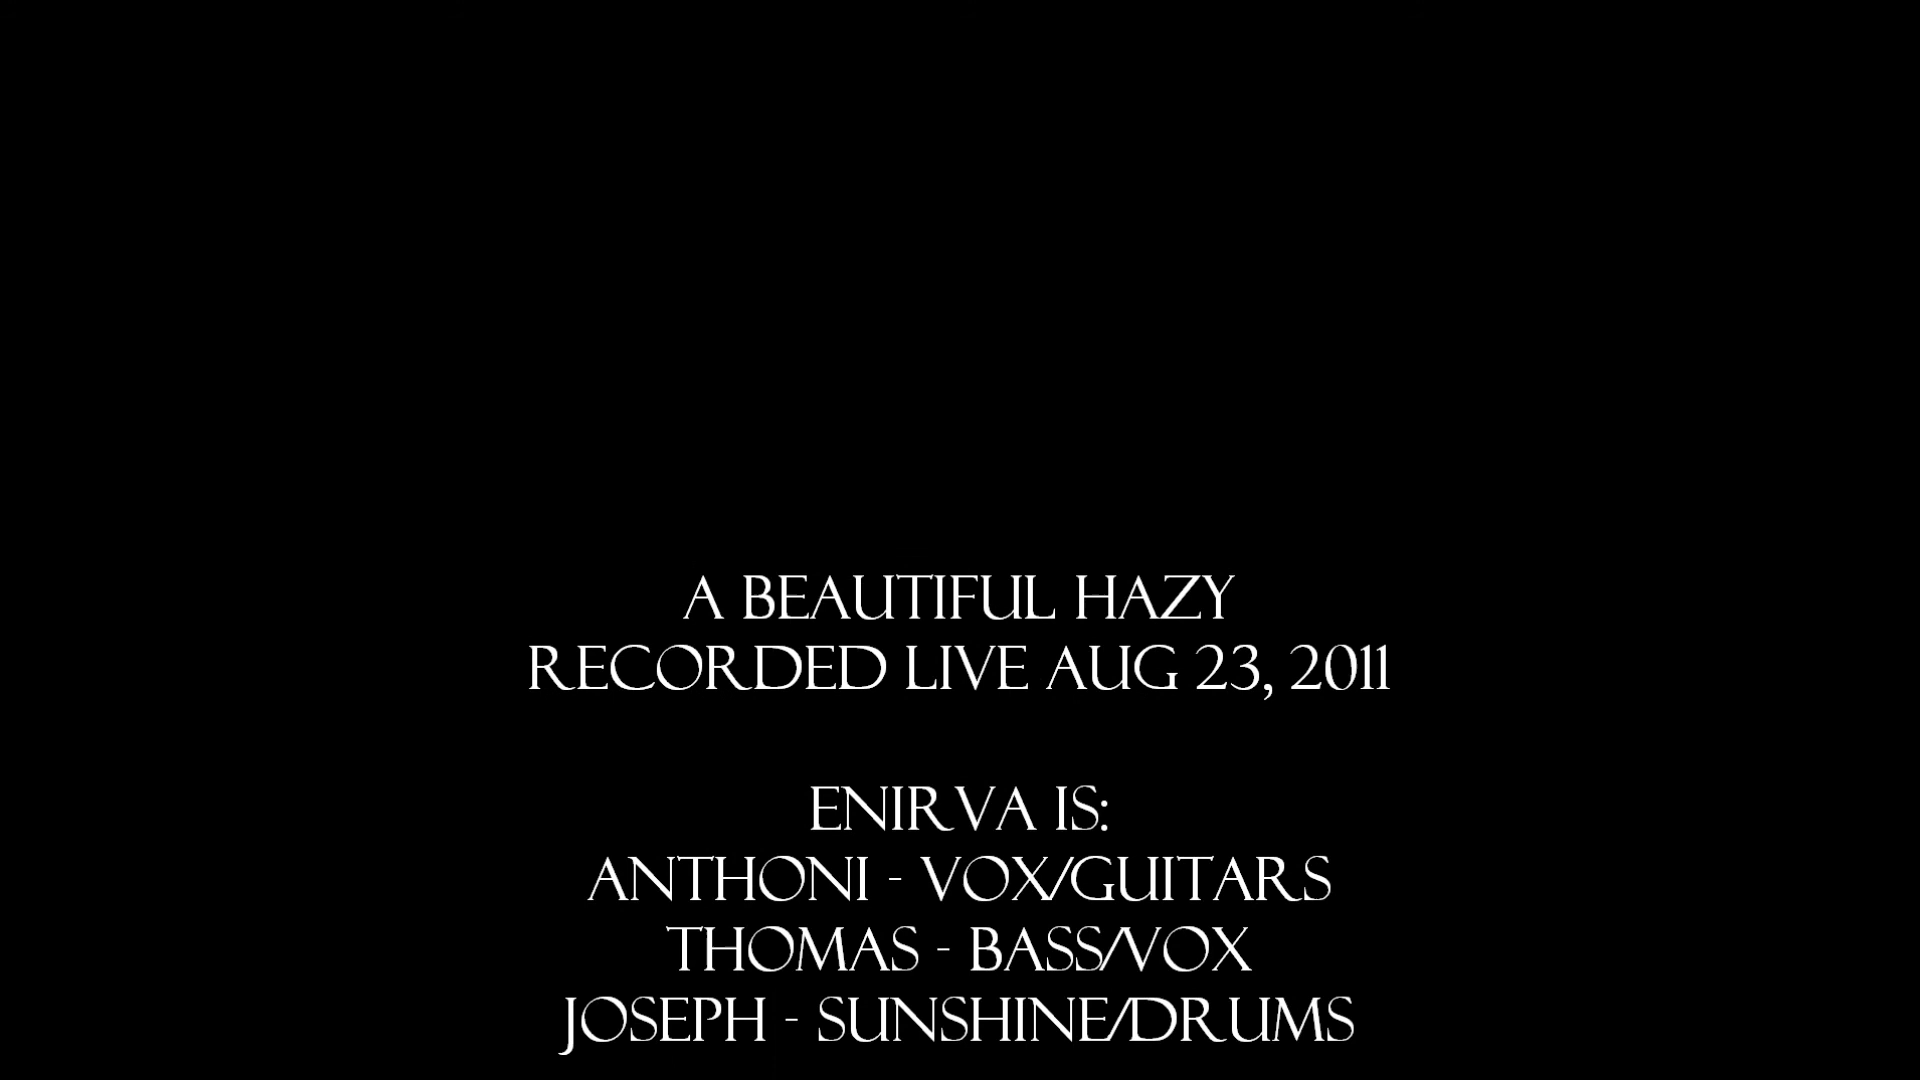 A BEAUTIFUL HAZY
RECORDED LIVE AUG 23, 2011
ENIRVA IS:
ANTHONI - VOX/GUITARS
THOMAS - BASS/VOX
JOSEPH - SUNSHINE/DRUMS